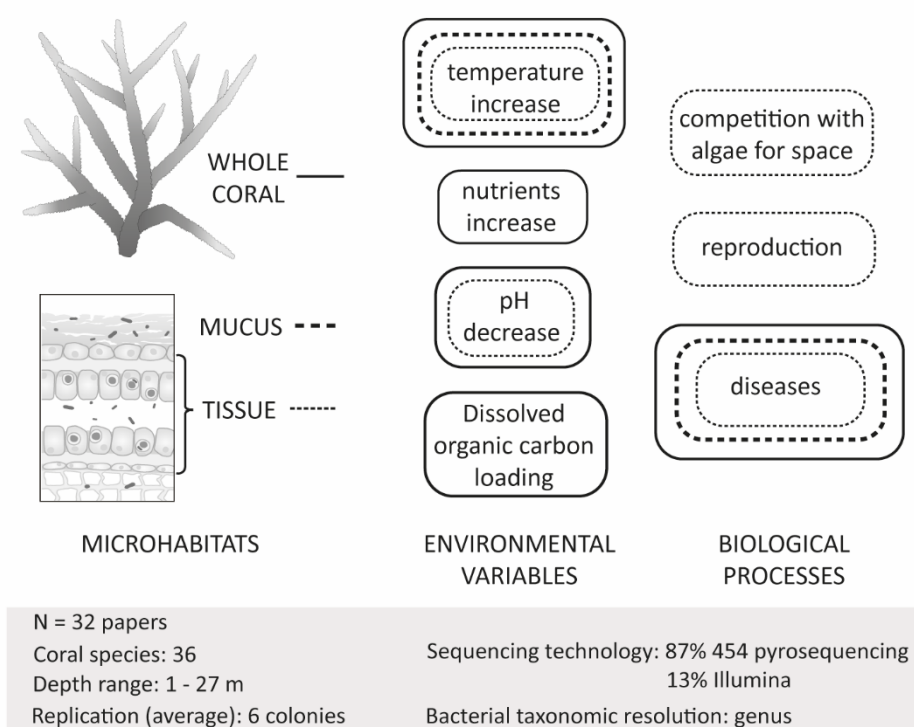 WHOLE
CORAL
MUCUS
TISSUE
MICROHABITATS
temperature
increase
nutrients
increase
pH
decrease
Dissolved
organic carbon
loading
ENVIRONMENTAL
VARIABLES
competition with
algae for space
reproduction
diseases
BIOLOGICAL
PROCESSES
N = 32 papers
Coral species: 36
Depth range: 1 - 27 m
Replication (average): 6 colonies
Sequencing technology: 87% 454 pyrosequencing
13% Illumina
Bacterial taxonomic resolution: genus